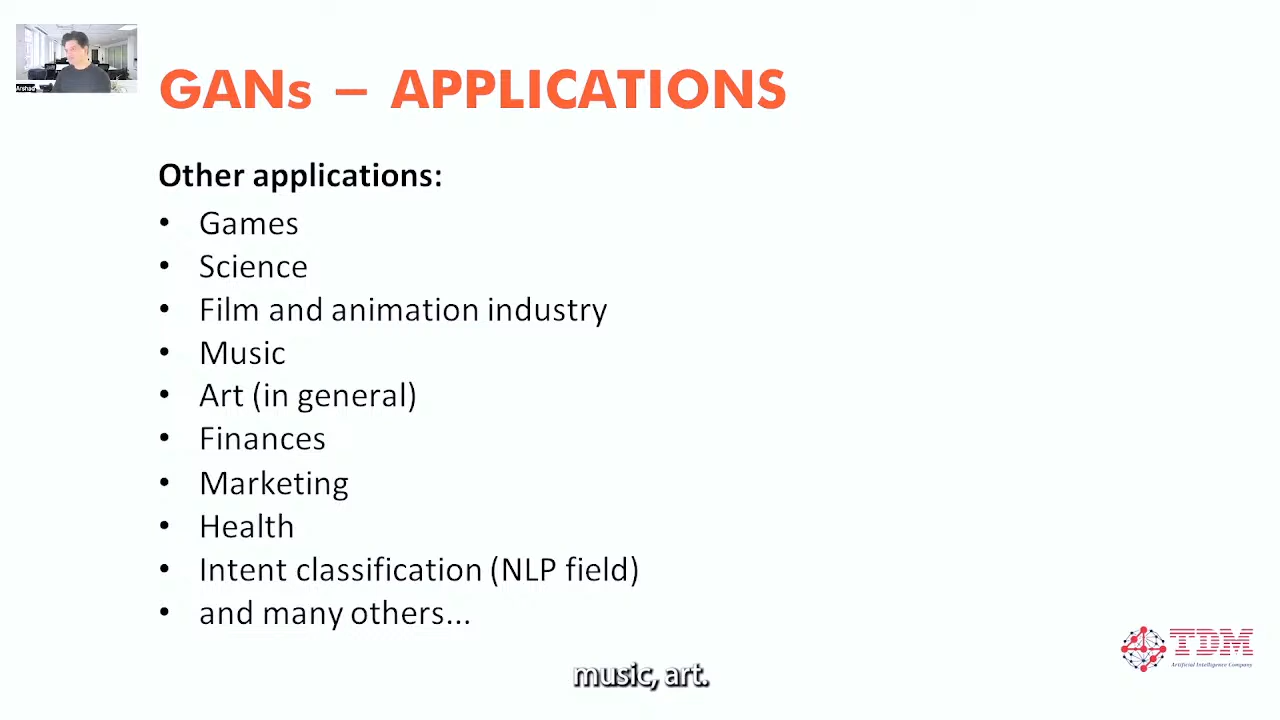 Arshad
GANs – APPLICATIONS
Other applications:
• Games
• Science
• Film and animation industry
• Music
• Art (in general)
• Finances
• Marketing
• Health
• Intent classification (NLP field)
• and many others...
TDM
Artificial Intelligence Company
music, art.